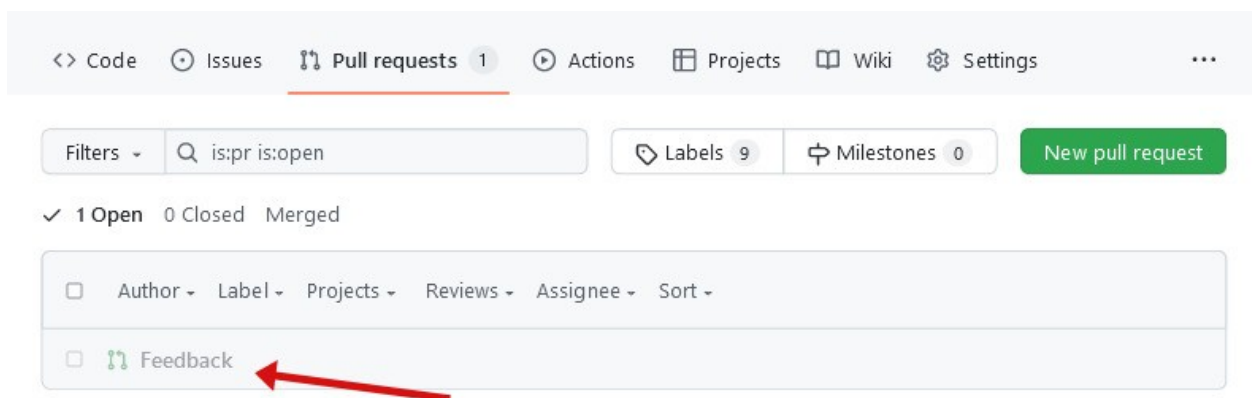 <> Code Issues Pull requests 1 Actions Projects Wiki Settings ...
Filters is:pr is:open Labels 9 Milestones 0 New pull request
1 Open 0 Closed Merged
Author Label Projects Reviews Assignee Sort
Feedback